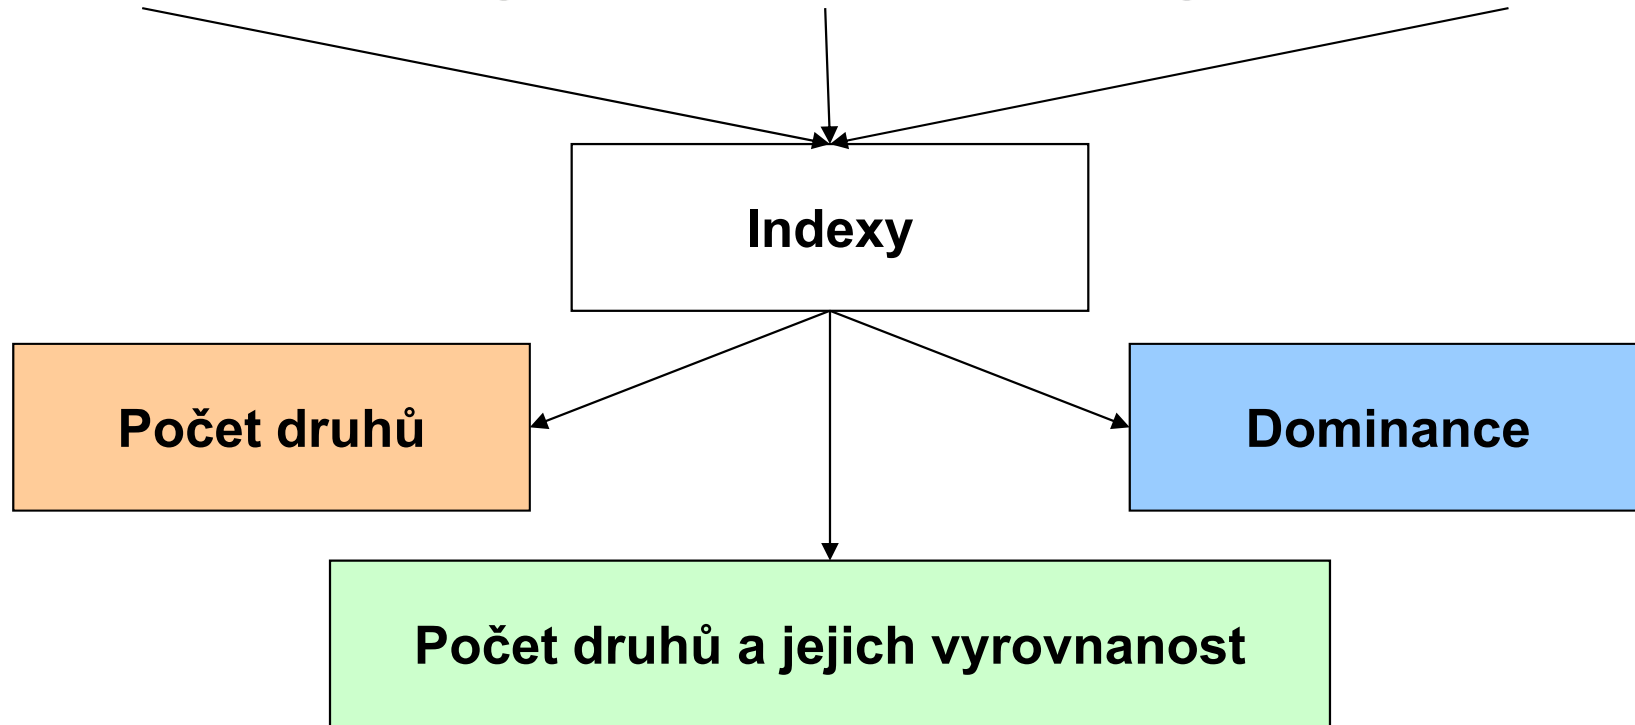 Indexy
Počet druhů
Dominance
Počet druhů a jejich vyrovnanost